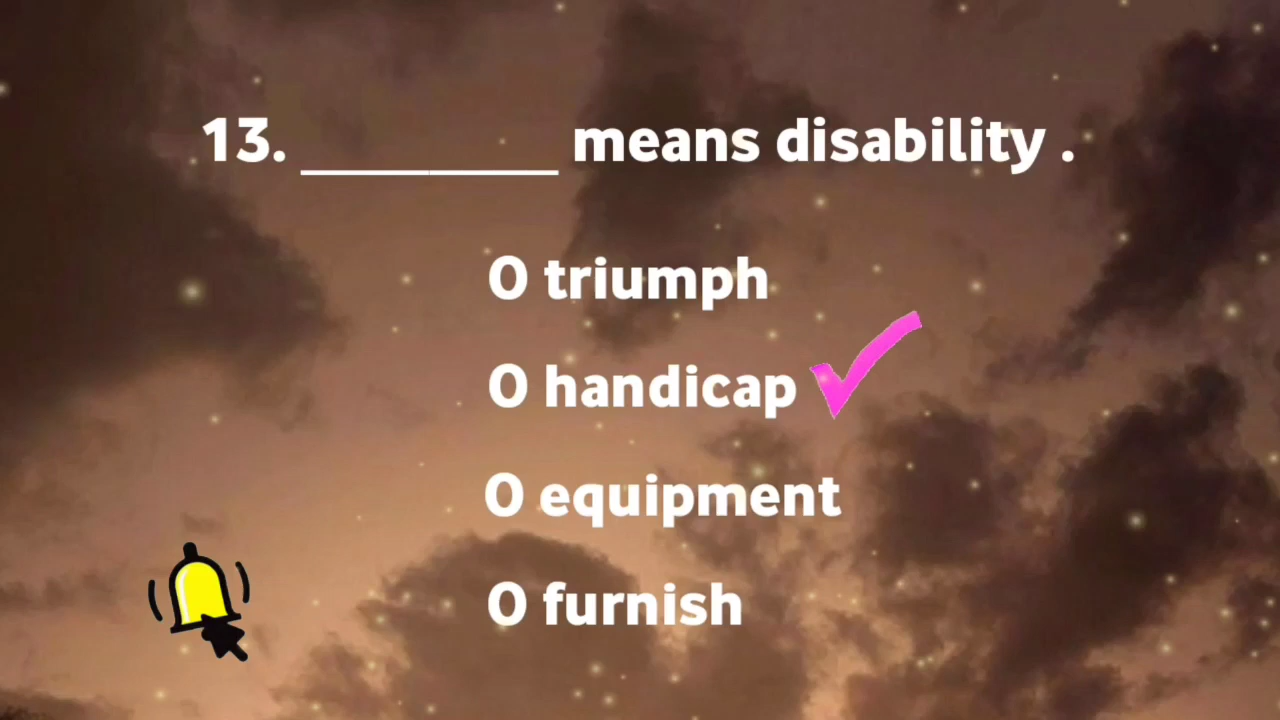 13. ________ means disability .
O triumph
O handicap
O equipment
O furnish